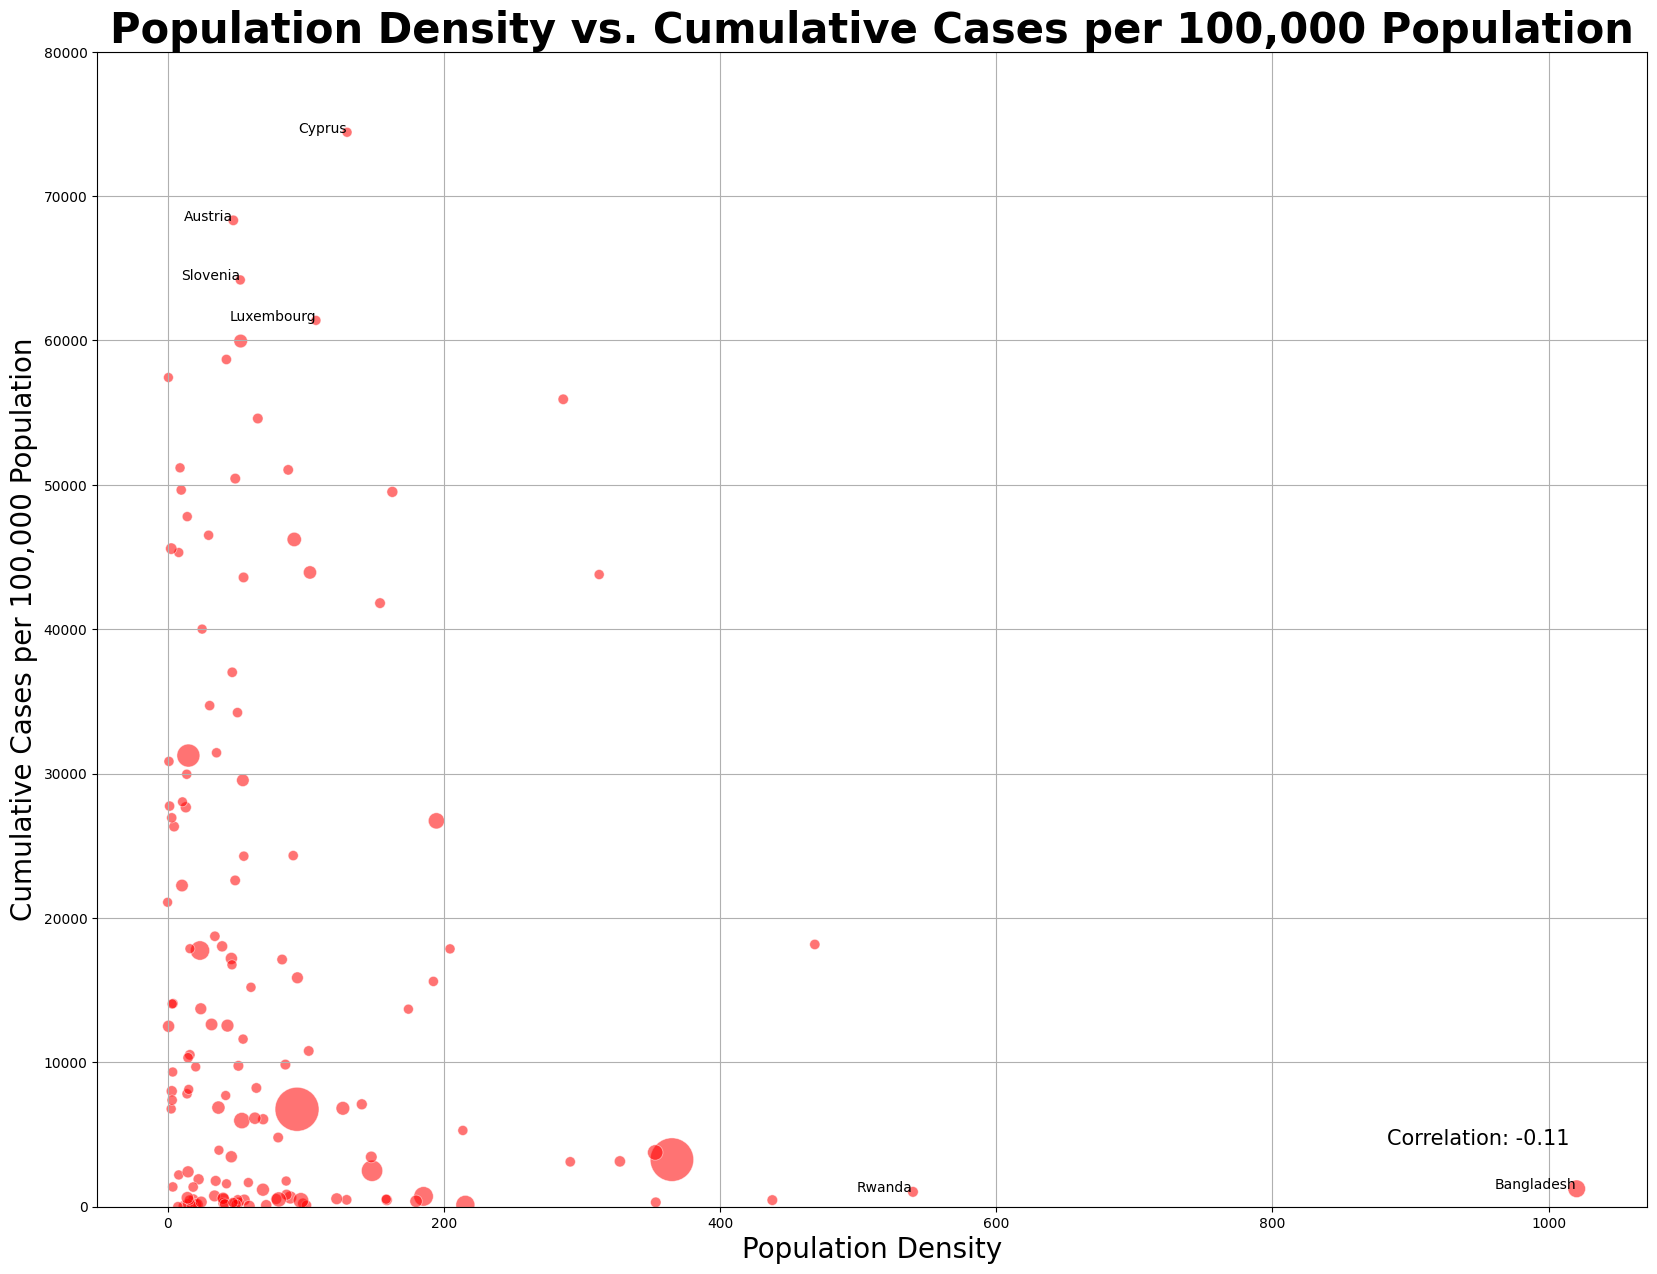 Population Density vs. Cumulative Cases per 100,000 Population
80000
Cyprus
70000
Austria
Slovenia
Luxembourg
60000
50000
40000
30000
20000
10000
Correlation: -0.11
Rwanda
Bangladesh
0
0 200 400 600 800 1000
Population Density
Cumulative Cases per 100,000 Population